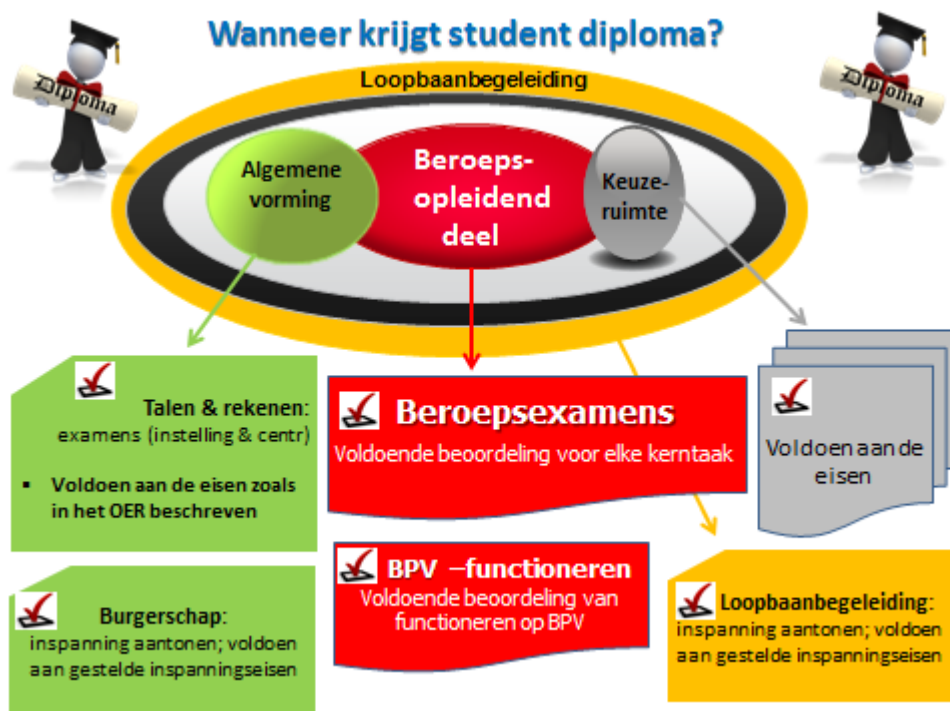 Wanneer krijgt student diploma?
Diploma
Diploma
Loopbaanbegeleiding
Algemene
vorming
Beroeps-
opleidend
deel
Keuze-
ruimte
Talen & rekenen:
examens (instelling & centr)
▪ Voldoen aan de eisen zoals
in het OER beschreven
Beroepsexamens
Voldoende beoordeling voor elke kerntaak
Voldoen aan de
eisen
Burgerschap:
inspanning aantonen; voldoen
aan gestelde inspanningseisen
BPV –functioneren
Voldoende beoordeling van
functioneren op BPV
Loopbaanbegeleiding:
inspanning aantonen; voldoen
aan gestelde inspanningseisen